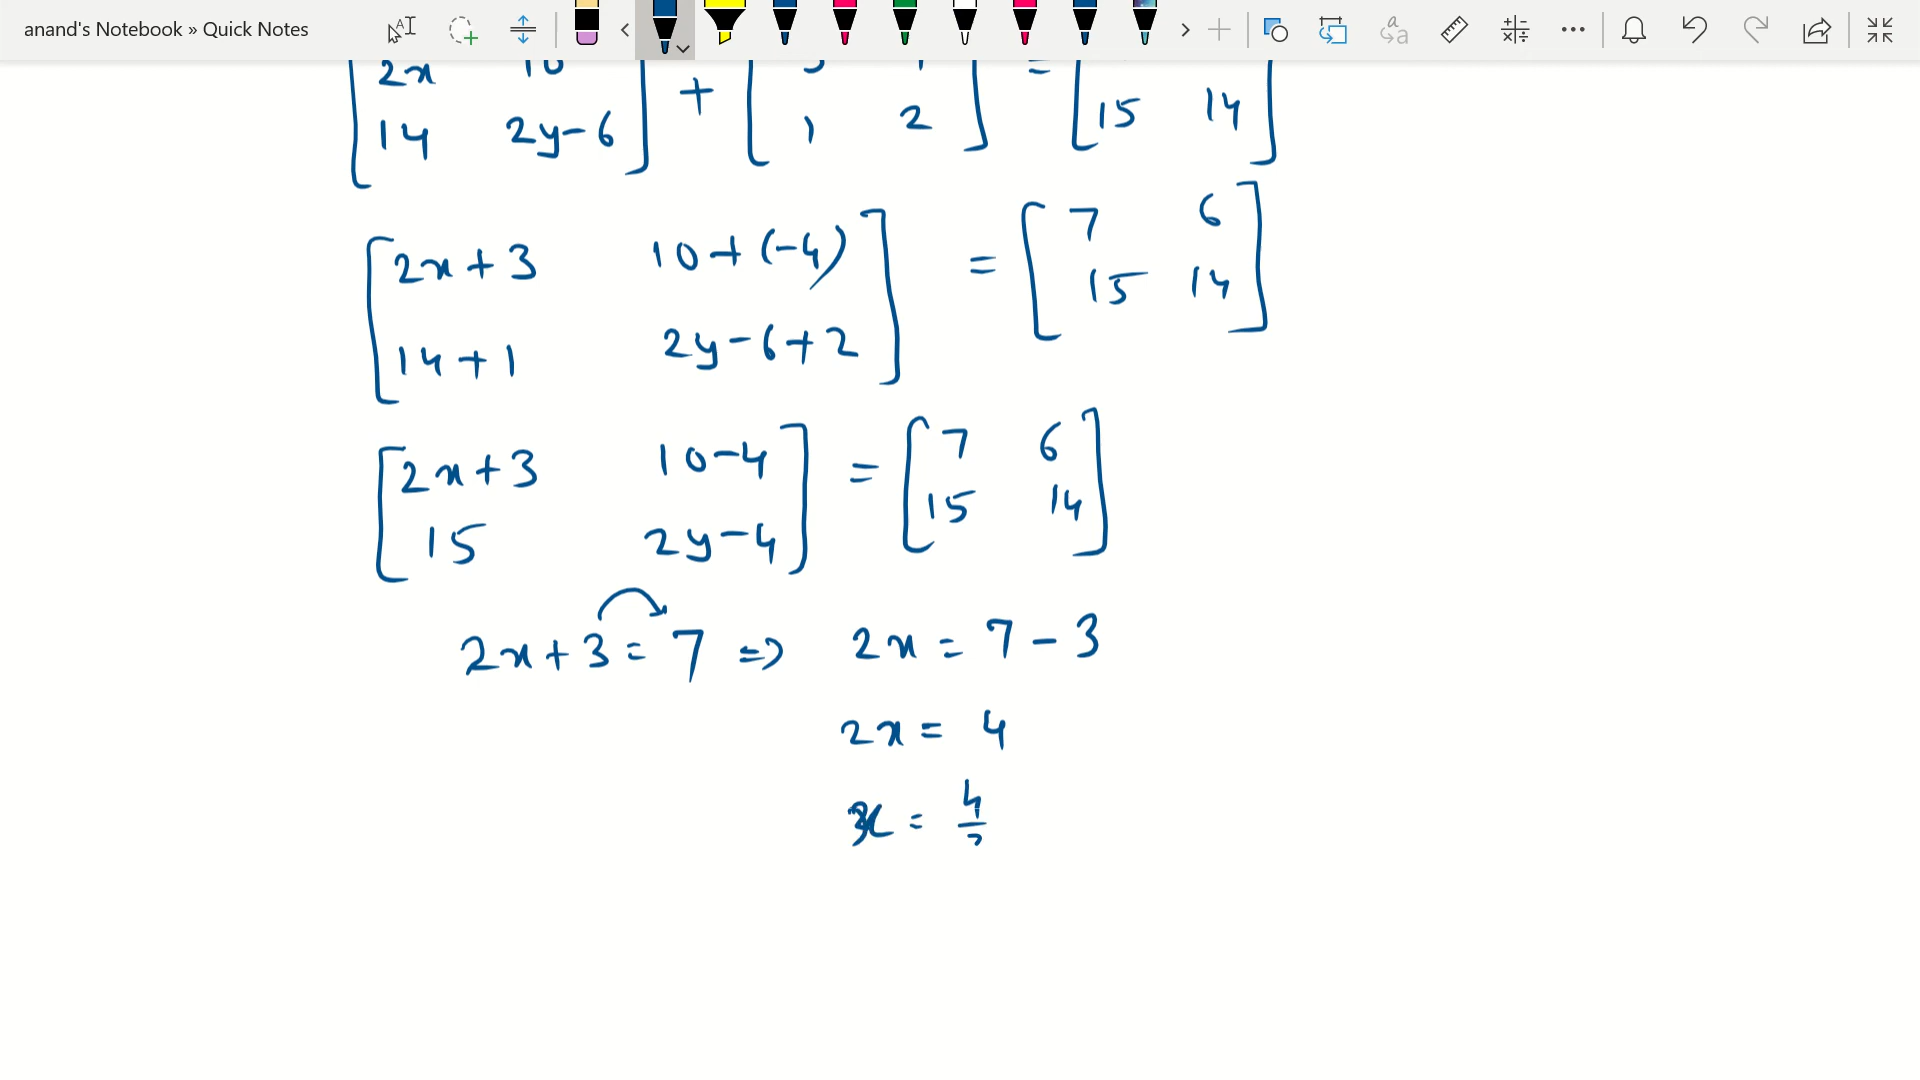 anand's Notebook » Quick Notes
2x 10 =
14 2y-6 + 1 2 15 14
2x+3 10+(-4) = 7 6
14+1 2y-6+2 15 14
2x+3 10-4 = 7 6
15 2y-4 15 14
2x+3=7 => 2x = 7-3
2x = 4
x = 4/2